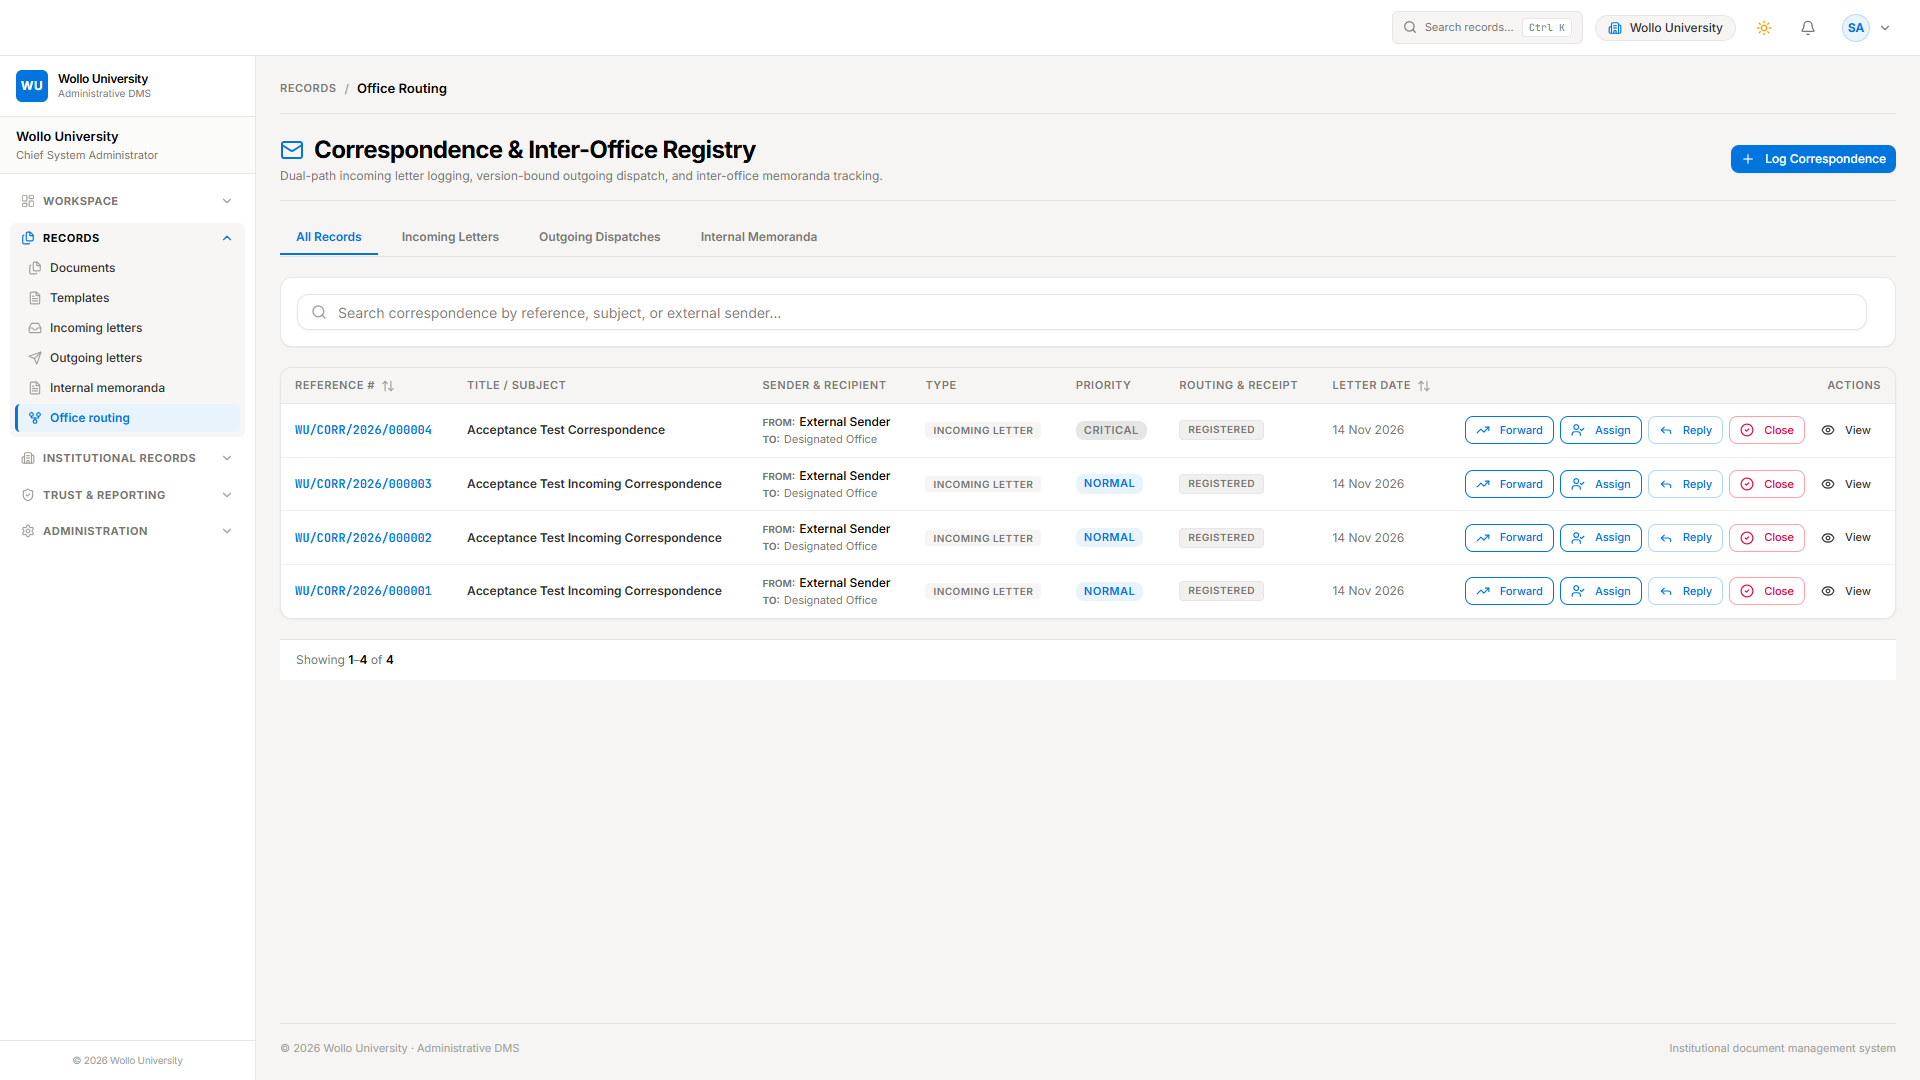 Search records... Ctrl K
Wollo University
SA
WU
Wollo University
Administrative DMS
Wollo University
Chief System Administrator
WORKSPACE
RECORDS
Documents
Templates
Incoming letters
Outgoing letters
Internal memoranda
Office routing
INSTITUTIONAL RECORDS
TRUST & REPORTING
ADMINISTRATION
© 2026 Wollo University
RECORDS / Office Routing
Correspondence & Inter-Office Registry
Dual-path incoming letter logging, version-bound outgoing dispatch, and inter-office memoranda tracking.
+ Log Correspondence
All Records Incoming Letters Outgoing Dispatches Internal Memoranda
Search correspondence by reference, subject, or external sender...
REFERENCE # TITLE / SUBJECT SENDER & RECIPIENT TYPE PRIORITY ROUTING & RECEIPT LETTER DATE ACTIONS
WU/CORR/2026/000004 Acceptance Test Correspondence FROM: External Sender TO: Designated Office INCOMING LETTER CRITICAL REGISTERED 14 Nov 2026 Forward Assign Reply Close View
WU/CORR/2026/000003 Acceptance Test Incoming Correspondence FROM: External Sender TO: Designated Office INCOMING LETTER NORMAL REGISTERED 14 Nov 2026 Forward Assign Reply Close View
WU/CORR/2026/000002 Acceptance Test Incoming Correspondence FROM: External Sender TO: Designated Office INCOMING LETTER NORMAL REGISTERED 14 Nov 2026 Forward Assign Reply Close View
WU/CORR/2026/000001 Acceptance Test Incoming Correspondence FROM: External Sender TO: Designated Office INCOMING LETTER NORMAL REGISTERED 14 Nov 2026 Forward Assign Reply Close View
Showing 1–4 of 4
© 2026 Wollo University · Administrative DMS
Institutional document management system